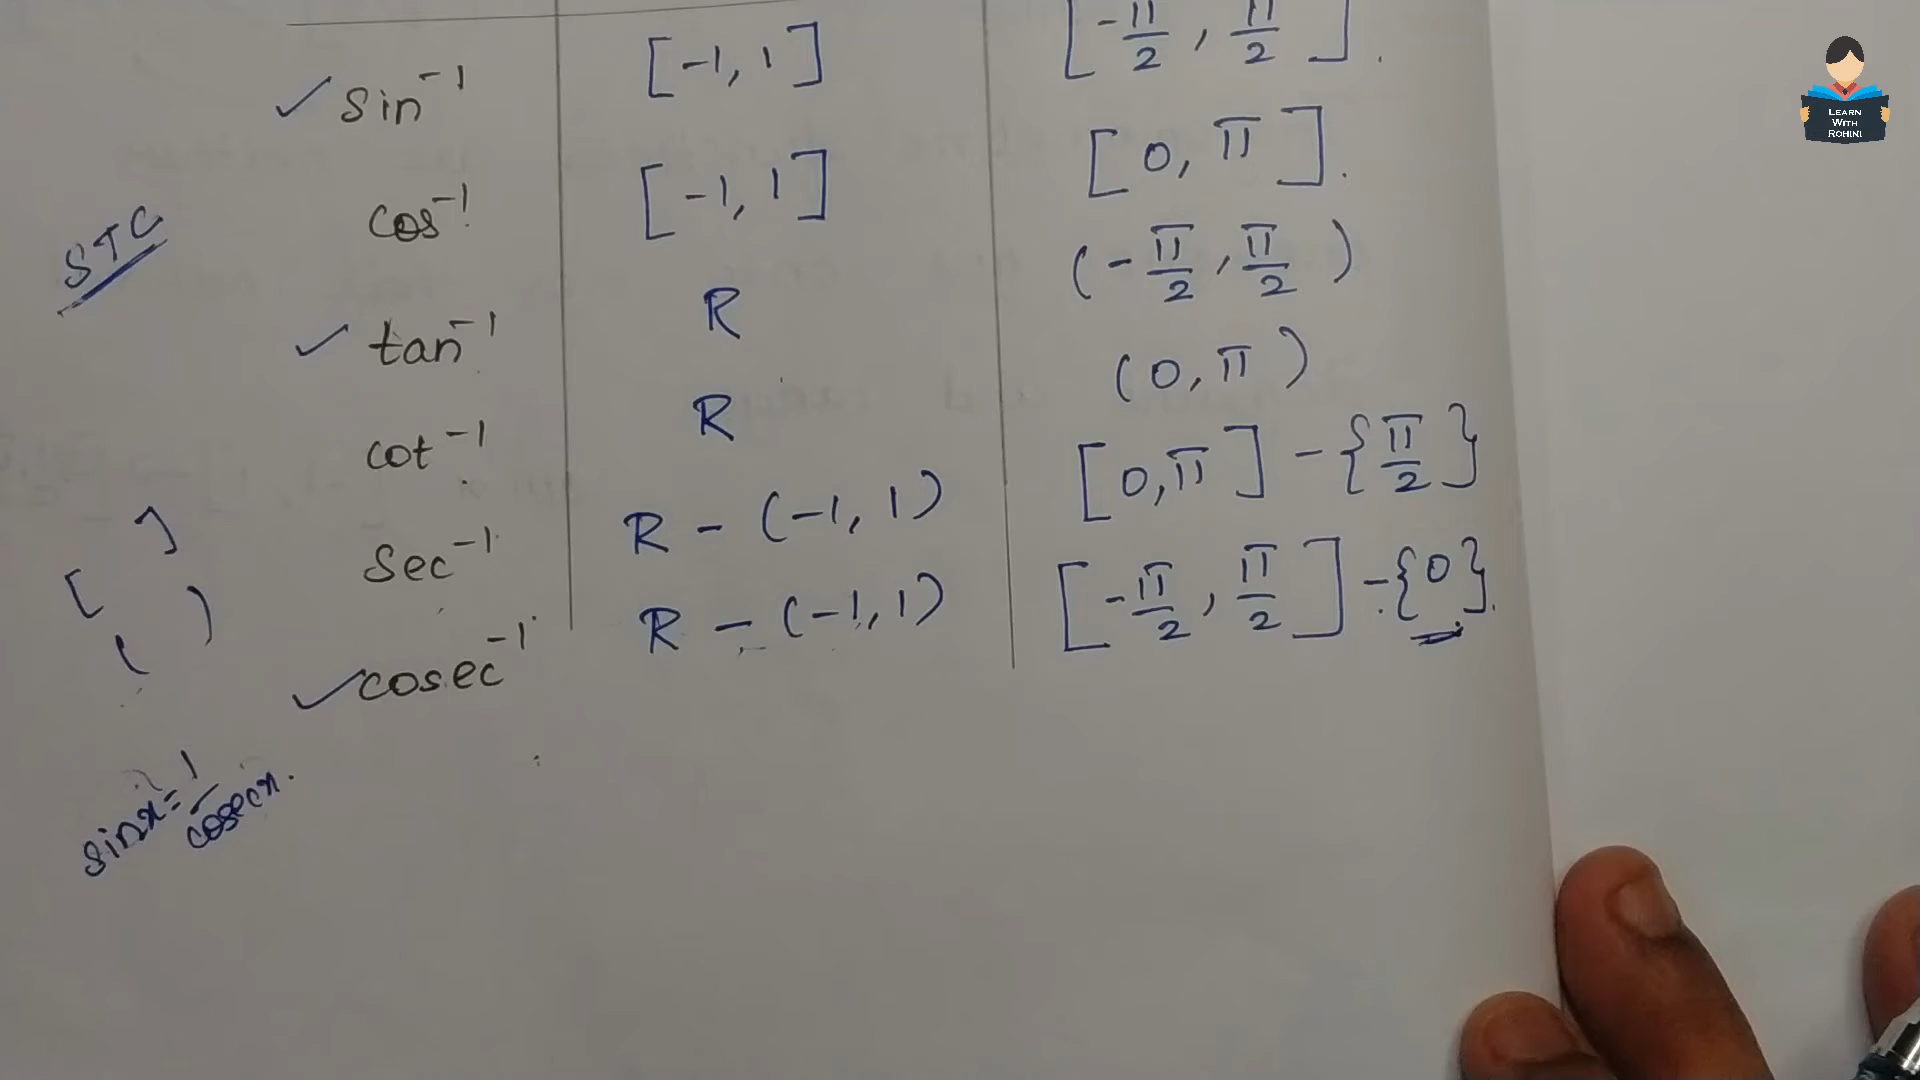 sin⁻¹ [-1, 1] [-π/2, π/2].
cos⁻¹ [-1, 1] [0, π].
STC
tan⁻¹ R (-π/2, π/2)
cot⁻¹ R (0, π)
sec⁻¹ R - (-1, 1) [0, π] - {π/2}
[ ]
( )
cosec⁻¹ R - (-1, 1) [-π/2, π/2] - {0}.
sinx = 1/cosecx.
LEARN
WITH
ROHINI